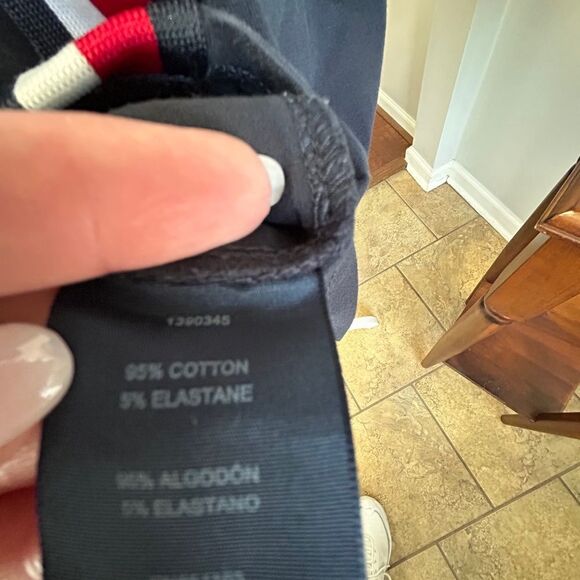 1390345
95% COTTON
5% ELASTANE
95% ALGODÓN
5% ELASTANO